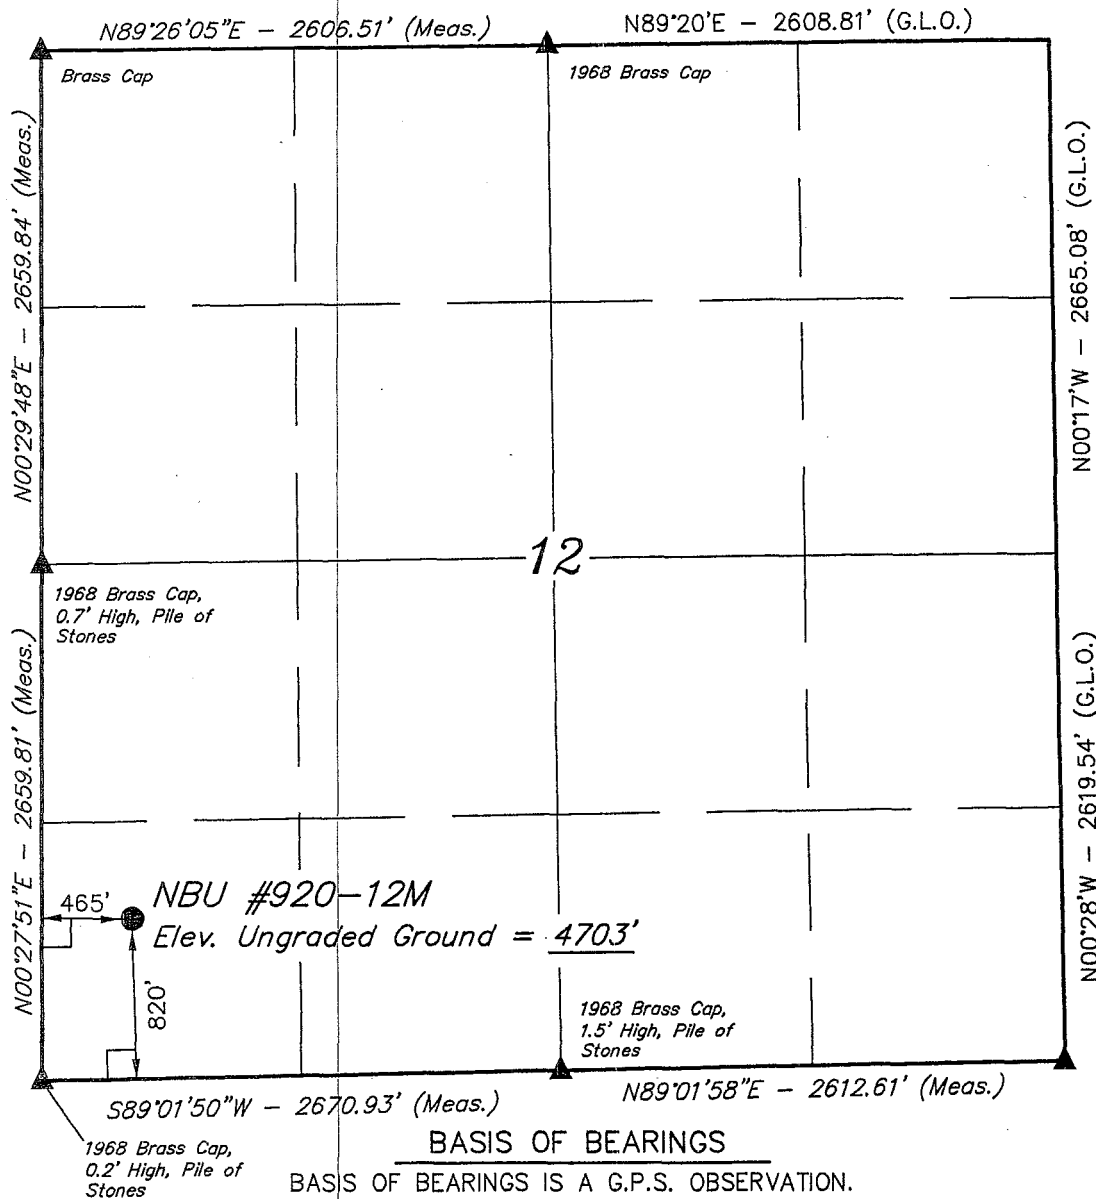 N89°26'05"E - 2606.51' (Meas.)
N89°20'E - 2608.81' (G.L.O.)
Brass Cap
1968 Brass Cap
N00°29'48"E - 2659.84' (Meas.)
N00°17'W - 2665.08' (G.L.O.)
12
1968 Brass Cap,
0.7' High, Pile of
Stones
N00°27'51"E - 2659.81' (Meas.)
N00°28'W - 2619.54' (G.L.O.)
465'
NBU #920-12M
Elev. Ungraded Ground = 4703'
820'
1968 Brass Cap,
1.5' High, Pile of
Stones
S89°01'50"W - 2670.93' (Meas.)
N89°01'58"E - 2612.61' (Meas.)
1968 Brass Cap,
0.2' High, Pile of
Stones
BASIS OF BEARINGS
BASIS OF BEARINGS IS A G.P.S. OBSERVATION.